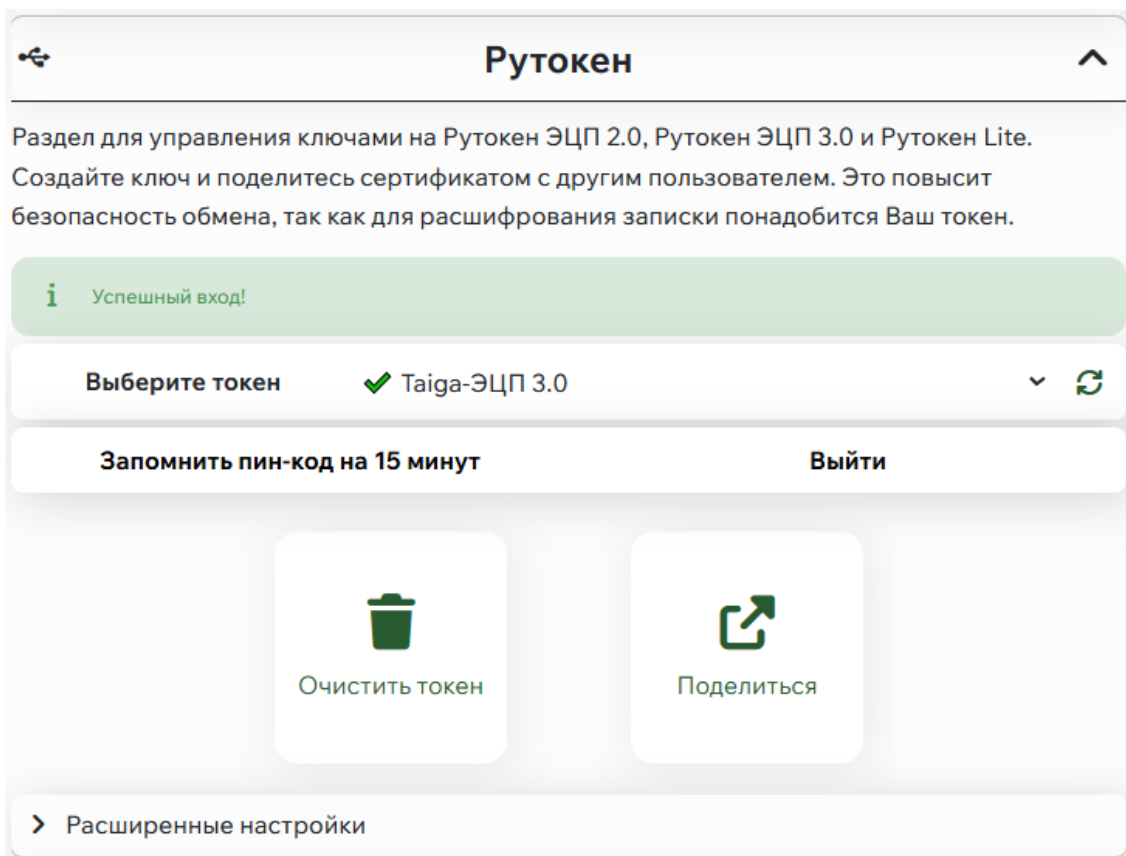 Рутокен
Раздел для управления ключами на Рутокен ЭЦП 2.0, Рутокен ЭЦП 3.0 и Рутокен Lite.
Создайте ключ и поделитесь сертификатом с другим пользователем. Это повысит
безопасность обмена, так как для расшифрования записки понадобится Ваш токен.
Успешный вход!
Выберите токен Taiga-ЭЦП 3.0
Запомнить пин-код на 15 минут Выйти
Очистить токен Поделиться
Расширенные настройки